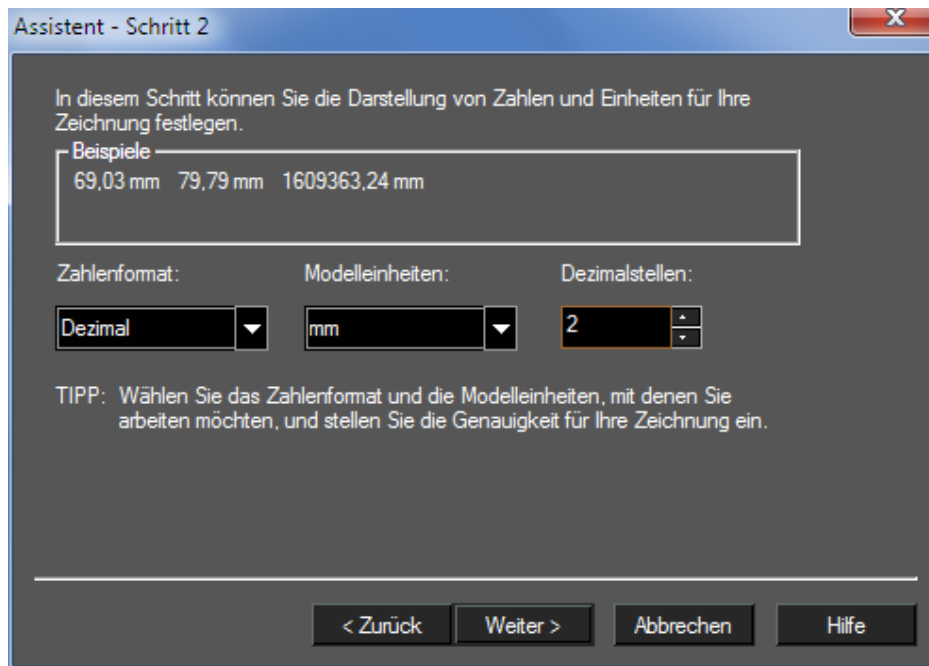 Assistent - Schritt 2
X
In diesem Schritt können Sie die Darstellung von Zahlen und Einheiten für Ihre
Zeichnung festlegen.
Beispiele
69,03 mm 79,79 mm 1609363,24 mm
Zahlenformat: Modelleinheiten: Dezimalstellen:
Dezimal mm 2
TIPP: Wählen Sie das Zahlenformat und die Modelleinheiten, mit denen Sie
arbeiten möchten, und stellen Sie die Genauigkeit für Ihre Zeichnung ein.
< Zurück Weiter > Abbrechen Hilfe